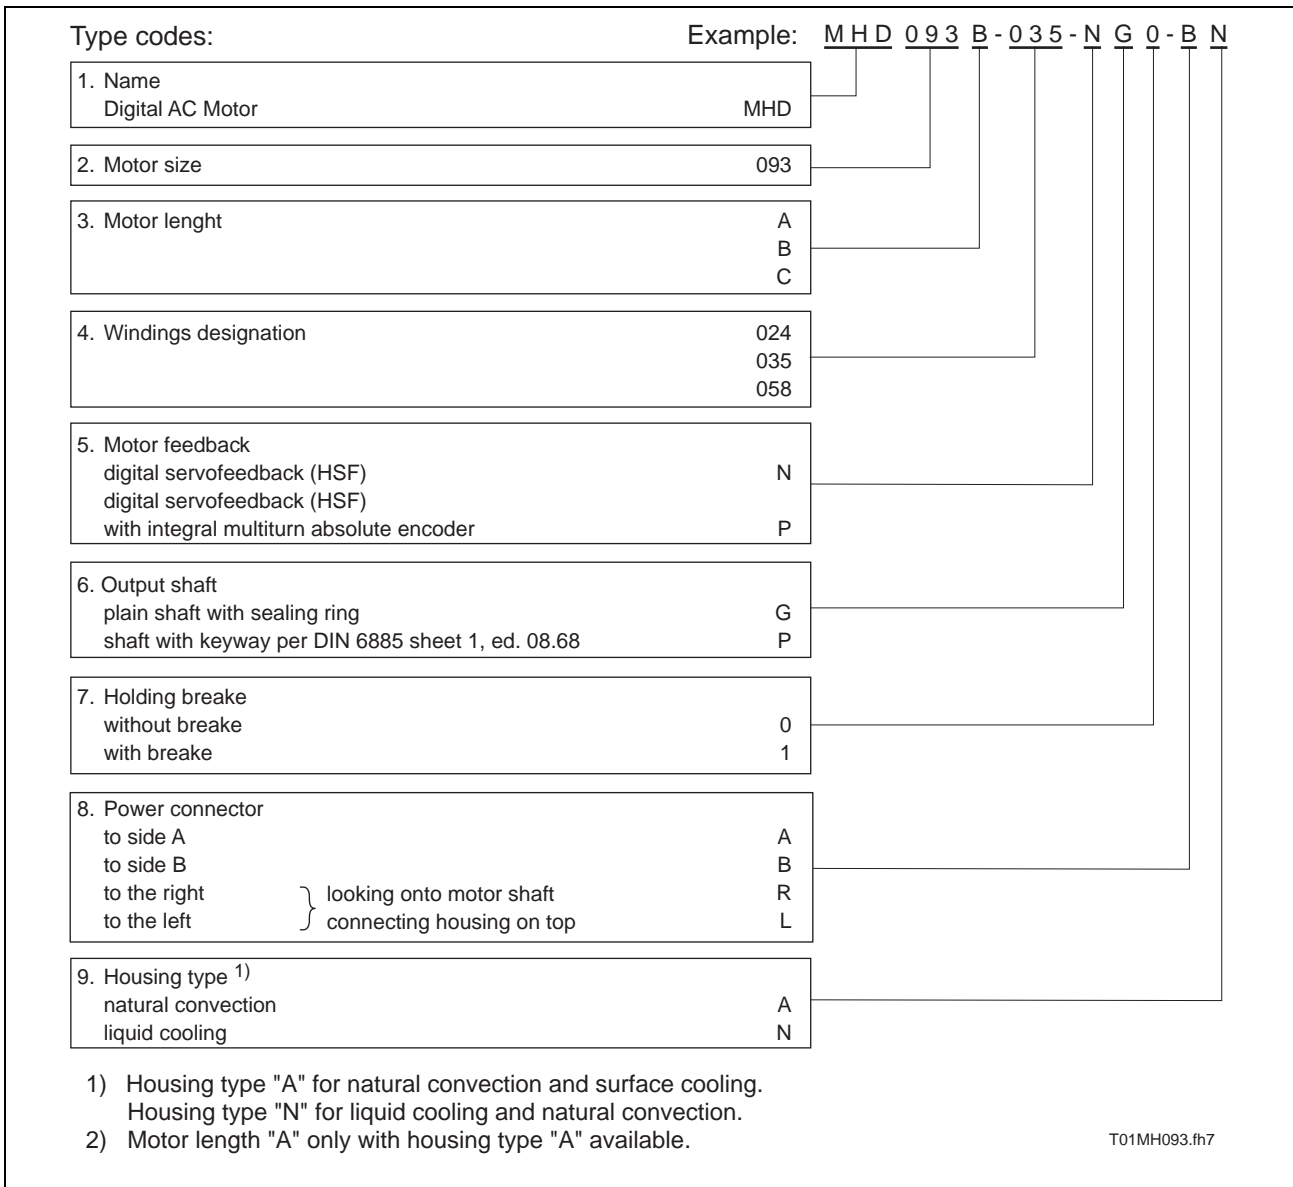 Type codes: Example: MHD 093 B - 035 - N G 0 - B N
1. Name
Digital AC Motor MHD
2. Motor size 093
3. Motor lenght A
B
C
4. Windings designation 024
035
058
5. Motor feedback
digital servofeedback (HSF) N
digital servofeedback (HSF)
with integral multiturn absolute encoder P
6. Output shaft
plain shaft with sealing ring G
shaft with keyway per DIN 6885 sheet 1, ed. 08.68 P
7. Holding breake
without breake 0
with breake 1
8. Power connector
to side A A
to side B B
to the right looking onto motor shaft R
to the left connecting housing on top L
9. Housing type 1)
natural convection A
liquid cooling N
1) Housing type "A" for natural convection and surface cooling.
Housing type "N" for liquid cooling and natural convection.
2) Motor length "A" only with housing type "A" available.
T01MH093.fh7